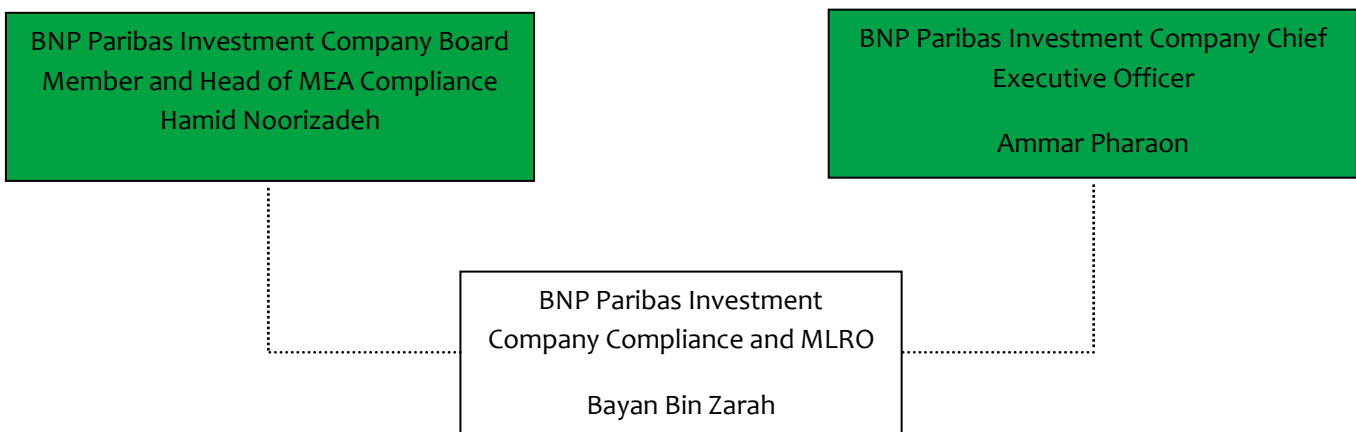 BNP Paribas Investment Company Board
Member and Head of MEA Compliance
Hamid Noorizadeh
BNP Paribas Investment Company Chief
Executive Officer
Ammar Pharaon
BNP Paribas Investment
Company Compliance and MLRO
Bayan Bin Zarah